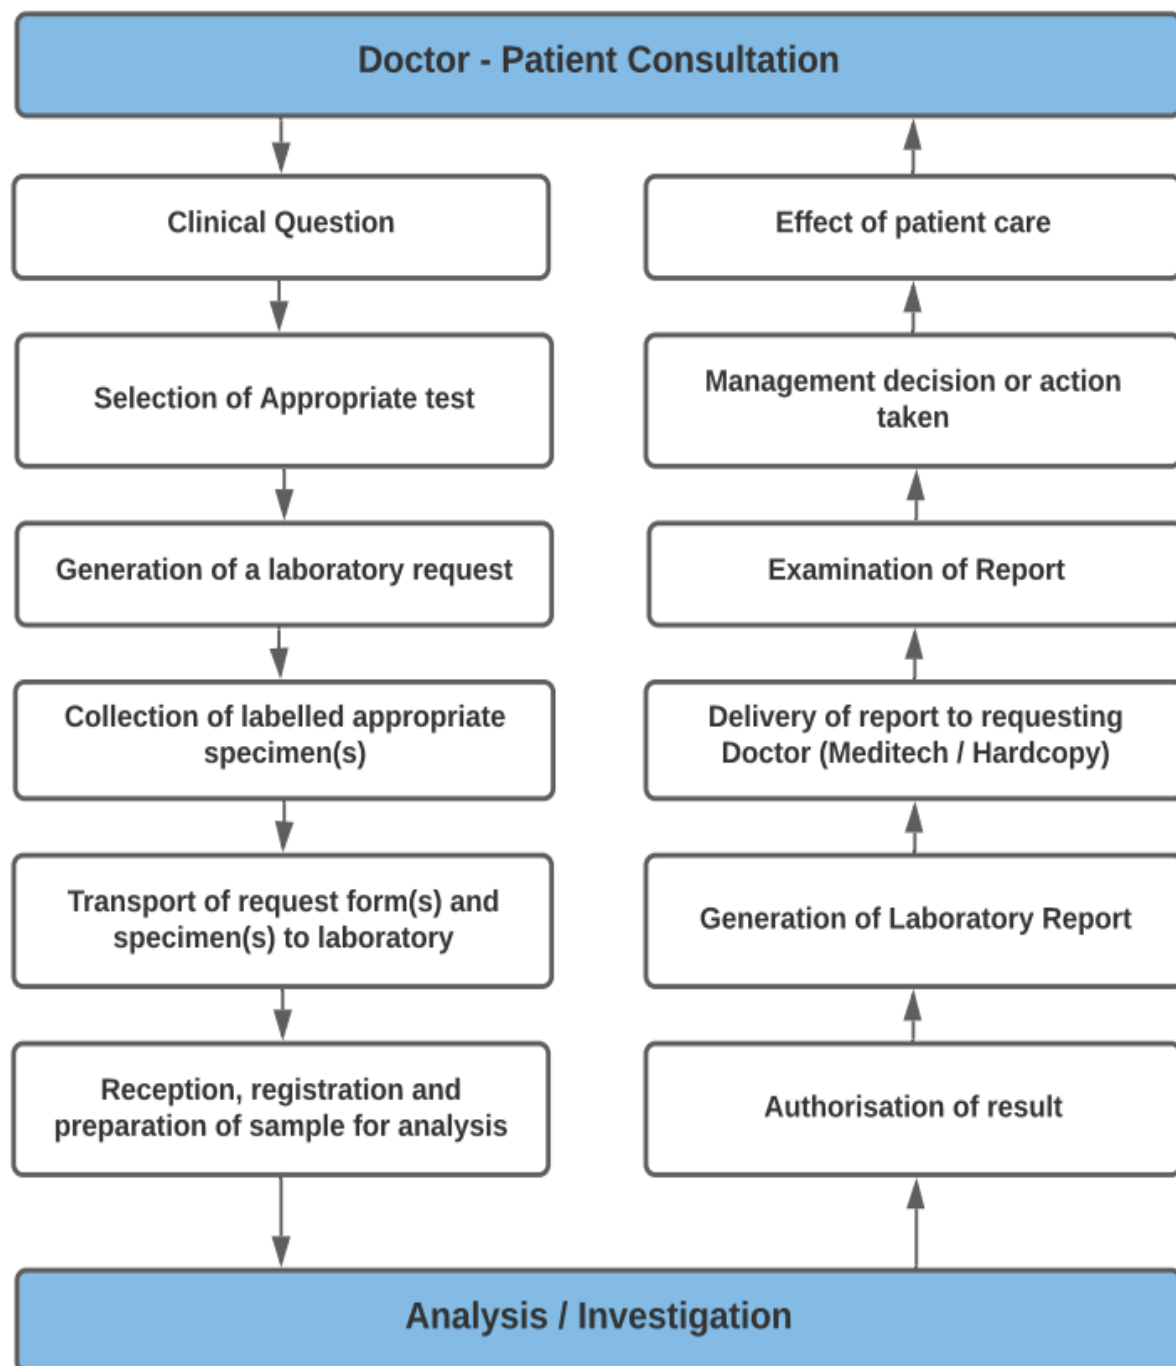 Doctor - Patient Consultation
Clinical Question
Selection of Appropriate test
Generation of a laboratory request
Collection of labelled appropriate
specimen(s)
Transport of request form(s) and
specimen(s) to laboratory
Reception, registration and
preparation of sample for analysis
Effect of patient care
Management decision or action
taken
Examination of Report
Delivery of report to requesting
Doctor (Meditech / Hardcopy)
Generation of Laboratory Report
Authorisation of result
Analysis / Investigation